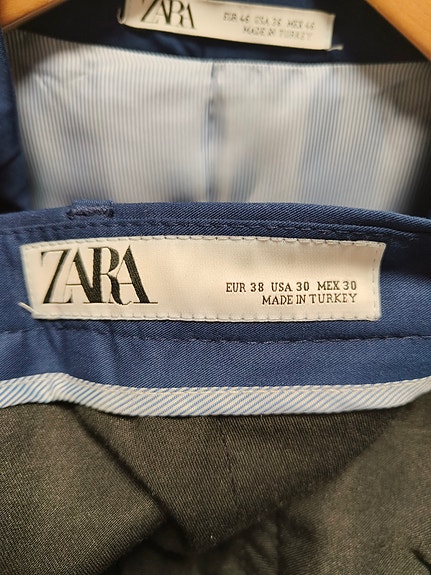 ZARA
EUR 46 USA 36 MEX 46
MADE IN TURKEY
ZARA
EUR 38 USA 30 MEX 30
MADE IN TURKEY